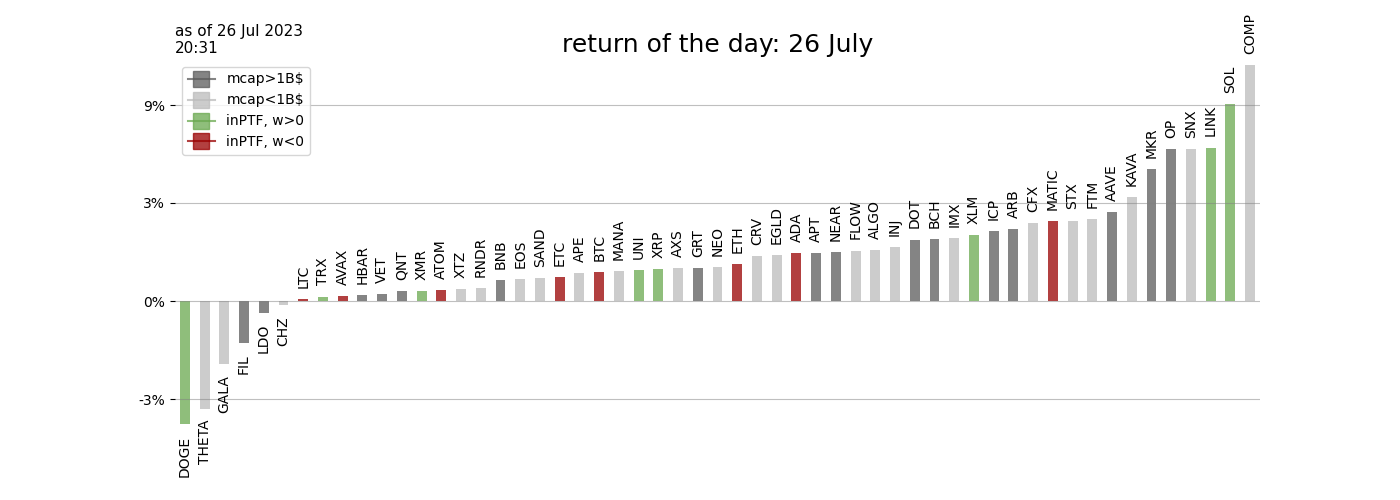 as of 26 Jul 2023
20:31
return of the day: 26 July
mcap>1B$
mcap<1B$
inPTF, w>0
inPTF, w<0
9%
3%
0%
-3%
DOGE
THETA
GALA
FIL
LDO
CHZ
LTC
TRX
AVAX
HBAR
VET
QNT
XMR
ATOM
XTZ
RNDR
BNB
EOS
SAND
ETC
APE
BTC
MANA
UNI
XRP
AXS
GRT
NEO
ETH
CRV
EGLD
ADA
APT
NEAR
FLOW
ALGO
INJ
DOT
BCH
IMX
XLM
ICP
ARB
CFX
MATIC
STX
FTM
AAVE
KAVA
MKR
OP
SNX
LINK
SOL
COMP